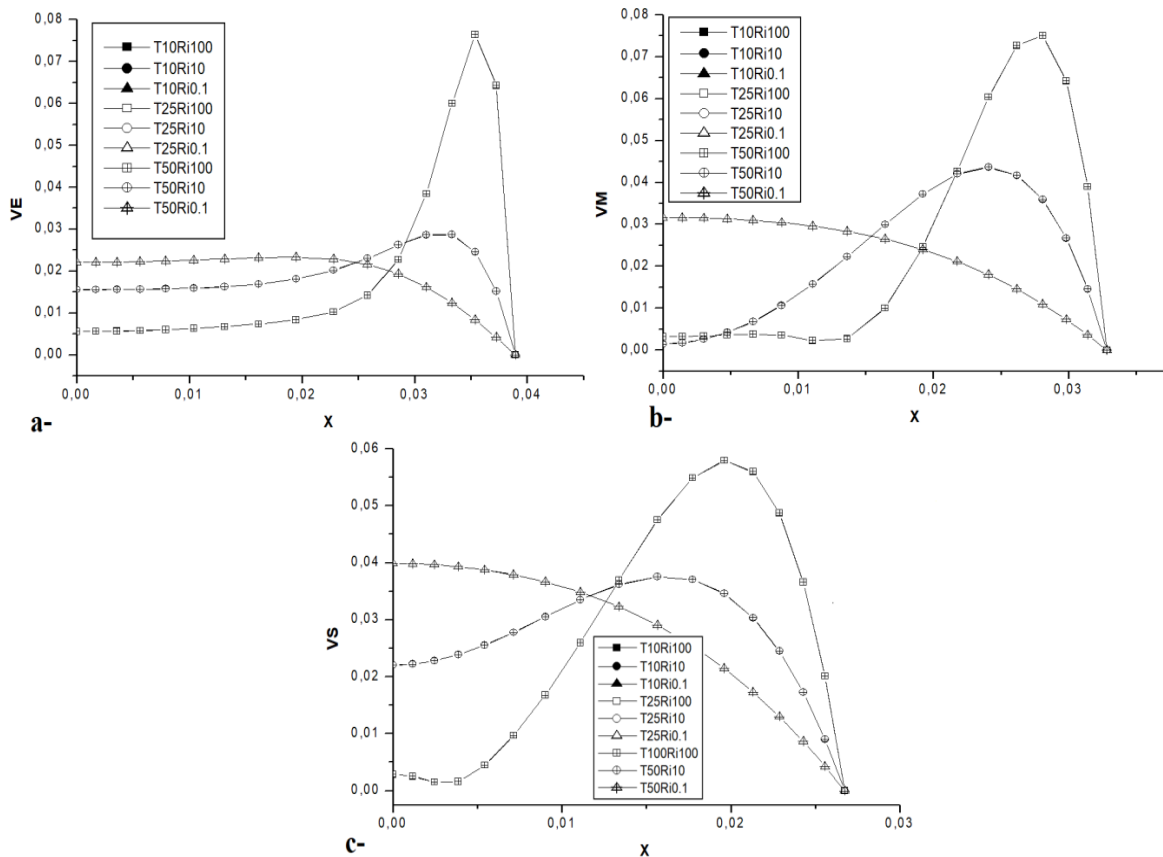 0,08
0,07
0,06
0,05
0,04
0,03
0,02
0,01
0,00
VE
T10Ri100
T10Ri10
T10Ri0.1
T25Ri100
T25Ri10
T25Ri0.1
T50Ri100
T50Ri10
T50Ri0.1
0,00 0,01 0,02 0,03 0,04
X
a-
0,08
0,07
0,06
0,05
0,04
0,03
0,02
0,01
0,00
VM
T10Ri100
T10Ri10
T10Ri0.1
T25Ri100
T25Ri10
T25Ri0.1
T50Ri100
T50Ri10
T50Ri0.1
0,00 0,01 0,02 0,03
X
b-
0,06
0,05
0,04
0,03
0,02
0,01
0,00
VS
T10Ri100
T10Ri10
T10Ri0.1
T25Ri100
T25Ri10
T25Ri0.1
T100Ri100
T50Ri10
T50Ri0.1
0,00 0,01 0,02 0,03
X
c-